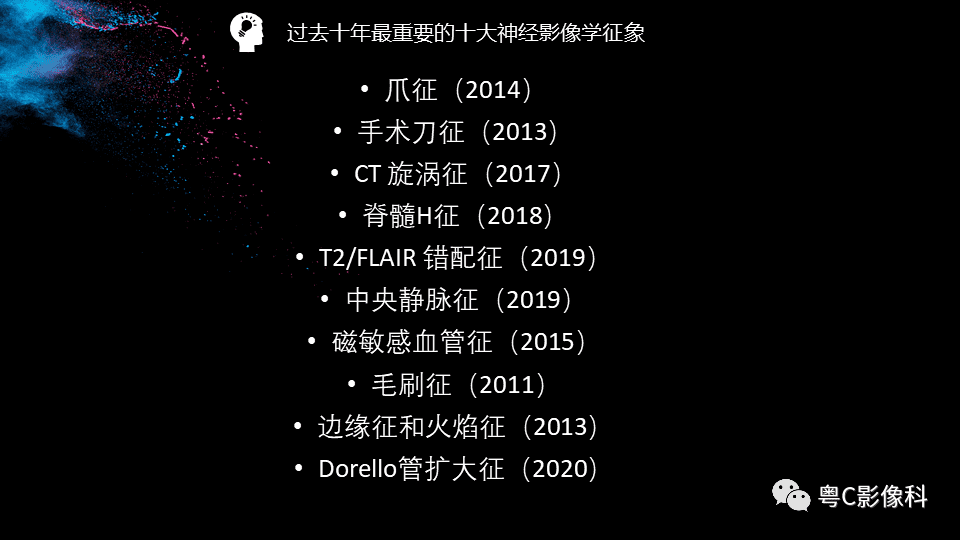 过去十年最重要的十大神经影像学征象
• 爪征（2014）
• 手术刀征（2013）
• CT 旋涡征（2017）
• 脊髓H征（2018）
• T2/FLAIR 错配征（2019）
• 中央静脉征（2019）
• 磁敏感血管征（2015）
• 毛刷征（2011）
• 边缘征和火焰征（2013）
• Dorello管扩大征（2020）
粤C影像科